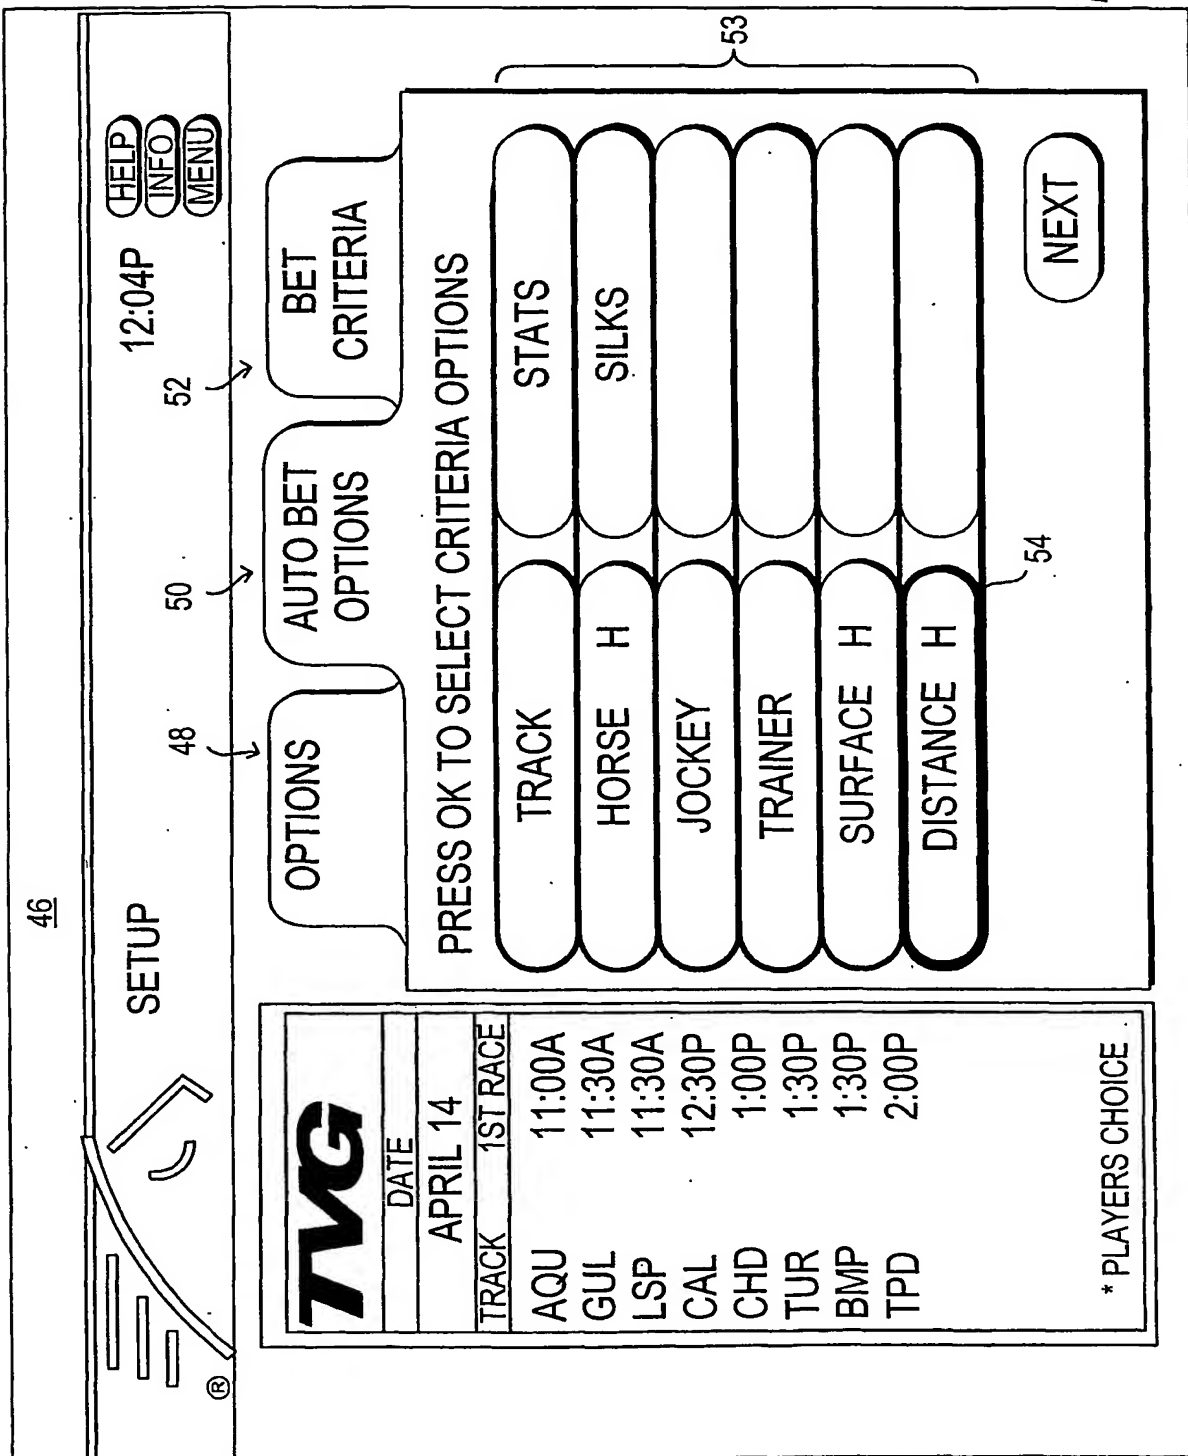 46
SETUP
12:04P
HELP
INFO
MENU
®
48
50
52
TVG
DATE
APRIL 14
TRACK 1ST RACE
AQU 11:00A
GUL 11:30A
LSP 11:30A
CAL 12:30P
CHD 1:00P
TUR 1:30P
BMP 1:30P
TPD 2:00P
* PLAYERS CHOICE
OPTIONS
AUTO BET
OPTIONS
BET
CRITERIA
PRESS OK TO SELECT CRITERIA OPTIONS
TRACK STATS
HORSE H SILKS
JOCKEY
TRAINER
SURFACE H
DISTANCE H
53
54
NEXT